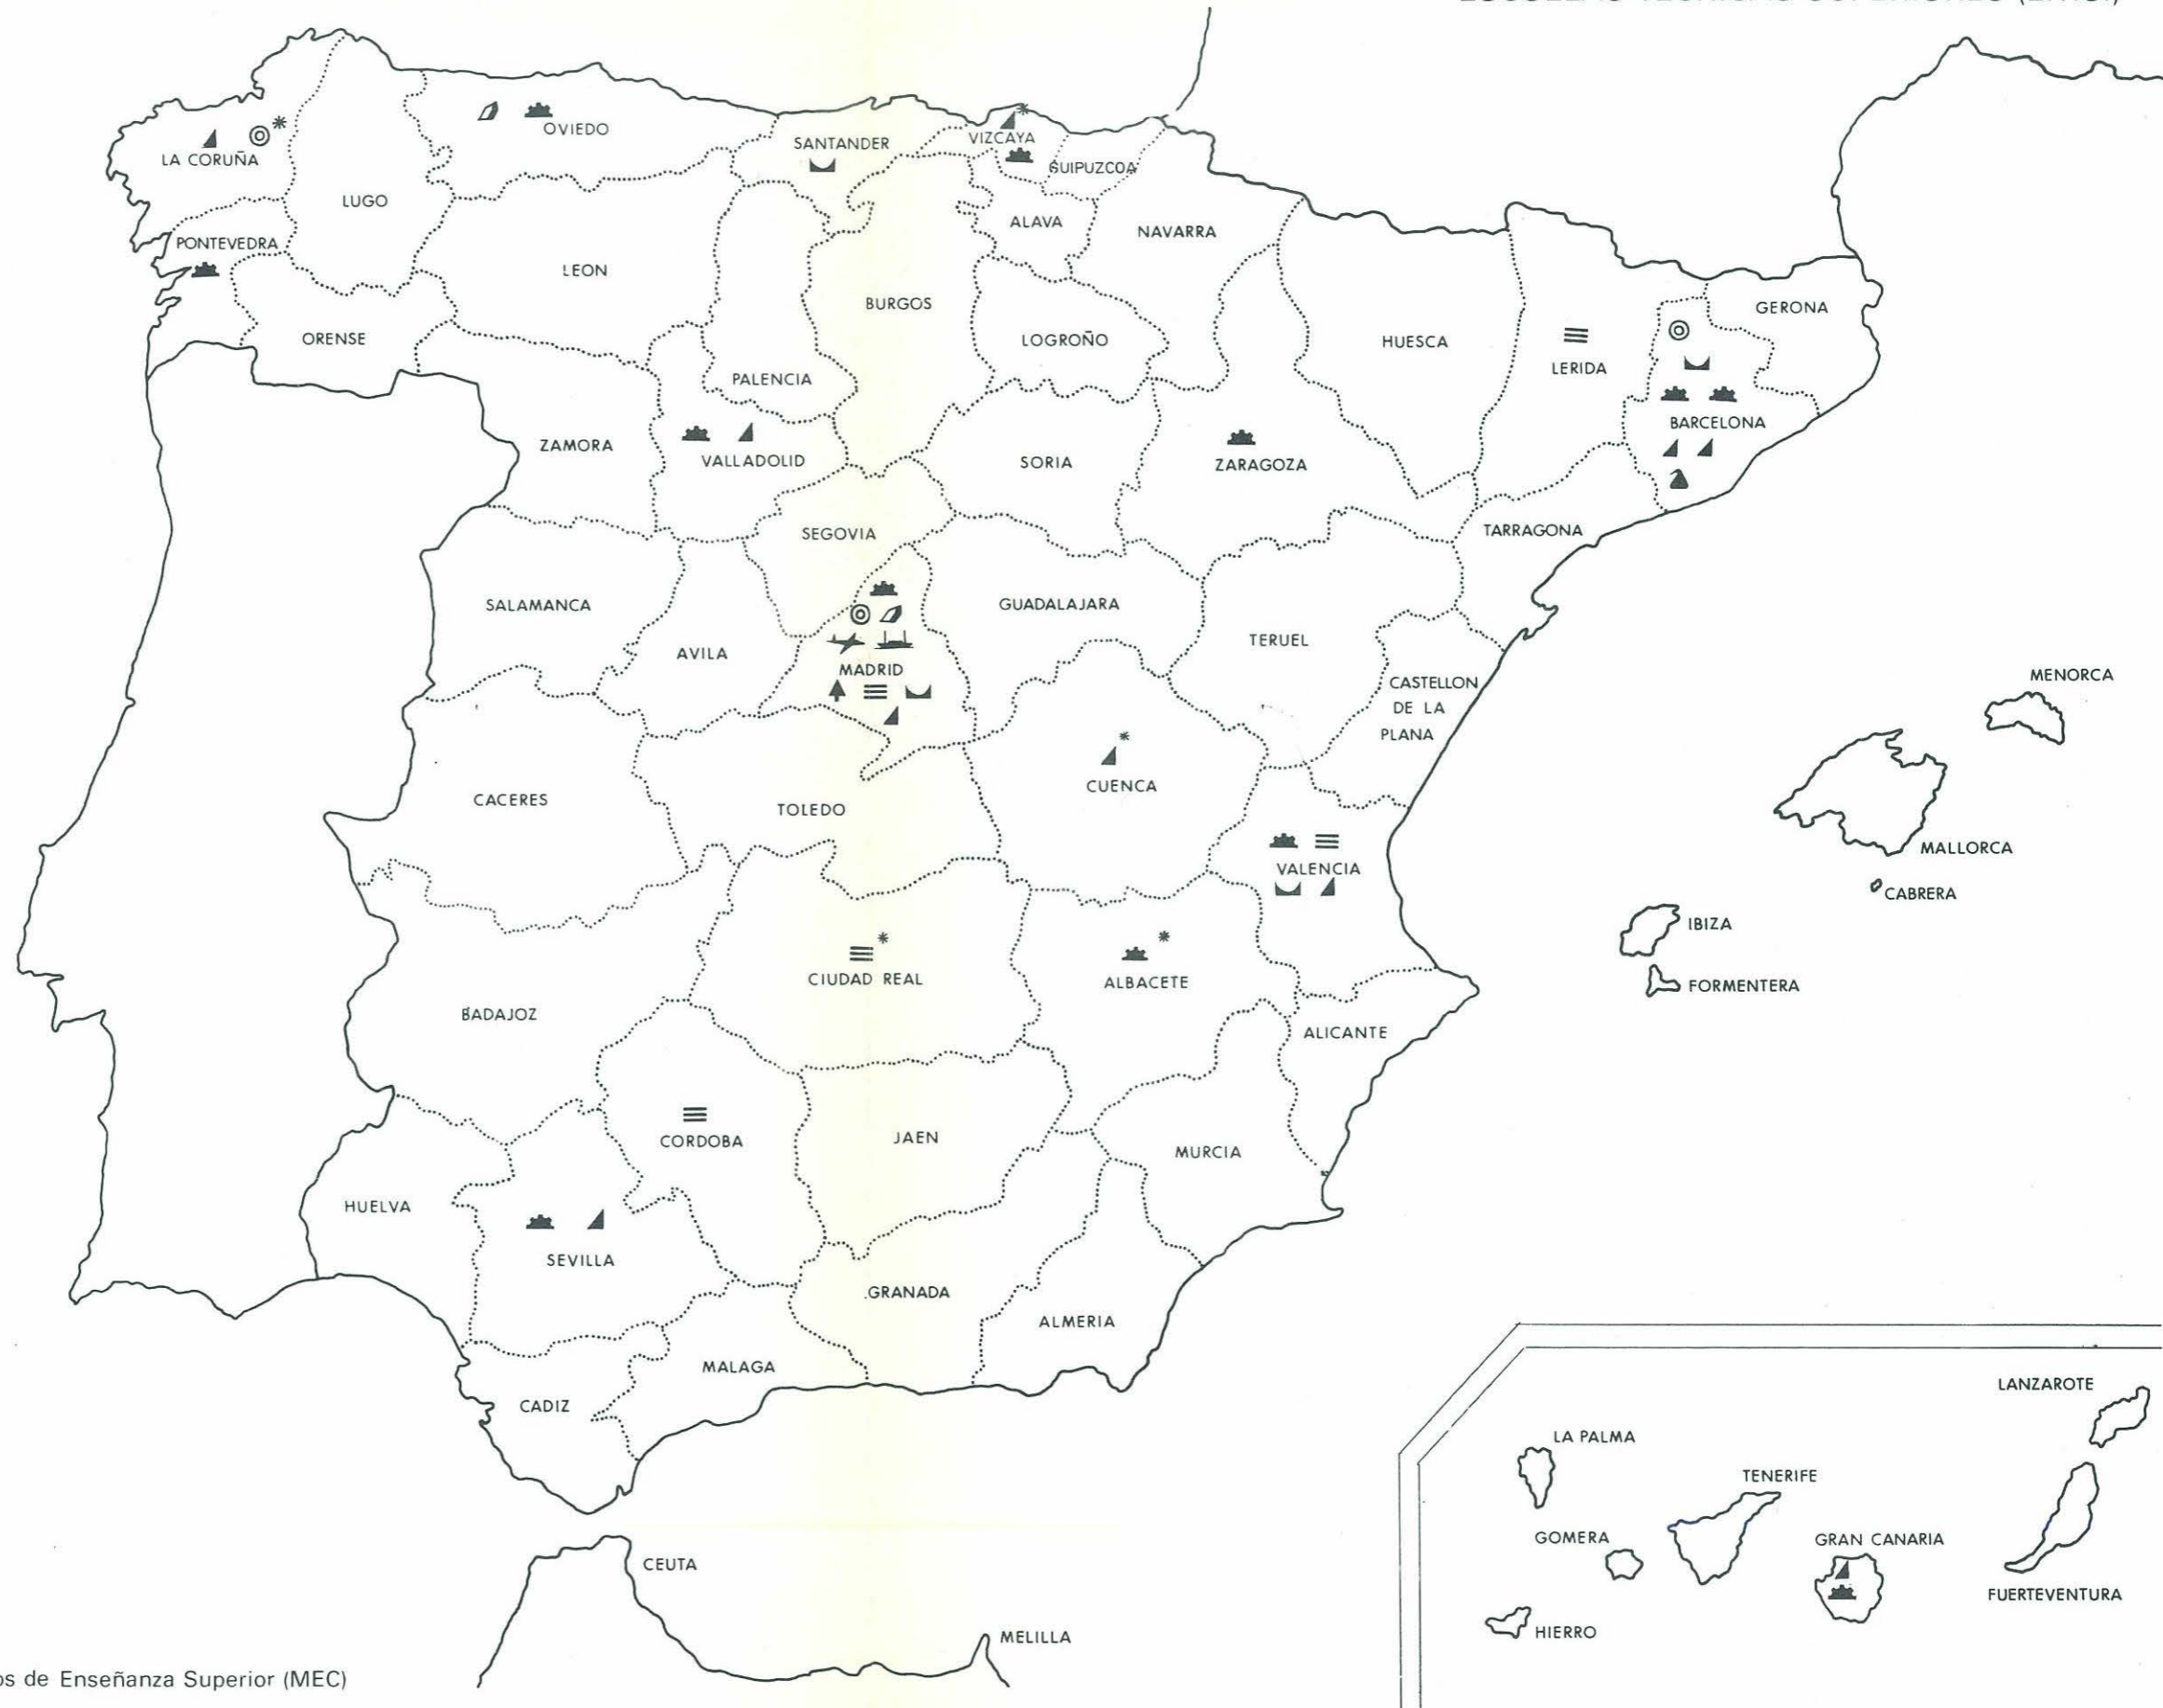 ESCUELAS TECNICAS SUPERIORES (E.T.S.I.)
OVIEDO
LA CORUÑA
SANTANDER
VIZCAYA
GUIPUZCOA
LUGO
ALAVA
NAVARRA
PONTEVEDRA
LEON
BURGOS
GERONA
ORENSE
LOGROÑO
HUESCA
LERIDA
PALENCIA
BARCELONA
ZAMORA
VALLADOLID
SORIA
ZARAGOZA
SEGOVIA
TARRAGONA
SALAMANCA
GUADALAJARA
AVILA
TERUEL
MADRID
CASTELLON
DE LA
PLANA
MENORCA
CACERES
TOLEDO
CUENCA
MALLORCA
VALENCIA
CABRERA
IBIZA
CIUDAD REAL
ALBACETE
FORMENTERA
BADAJOZ
ALICANTE
CORDOBA
JAEN
MURCIA
HUELVA
SEVILLA
GRANADA
ALMERIA
MALAGA
CADIZ
LANZAROTE
LA PALMA
TENERIFE
GOMERA
GRAN CANARIA
CEUTA
FUERTEVENTURA
HIERRO
MELILLA
os de Enseñanza Superior (MEC)